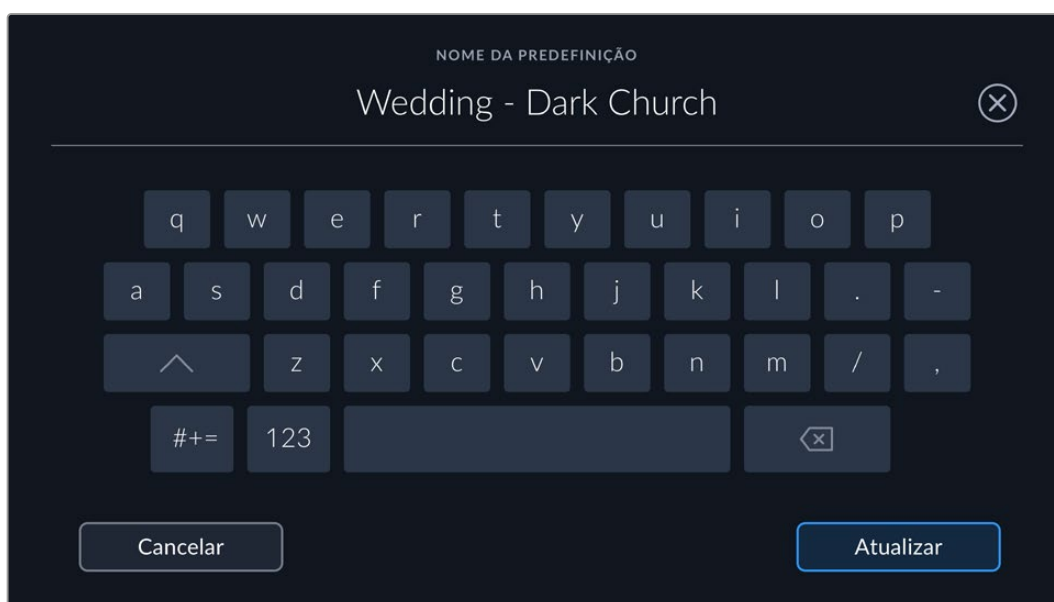 NOME DA PREDEFINIÇÃO
Wedding - Dark Church
q w e r t y u i o p
a s d f g h j k l . -
z x c v b n m / ,
#+= 123
Cancelar Atualizar